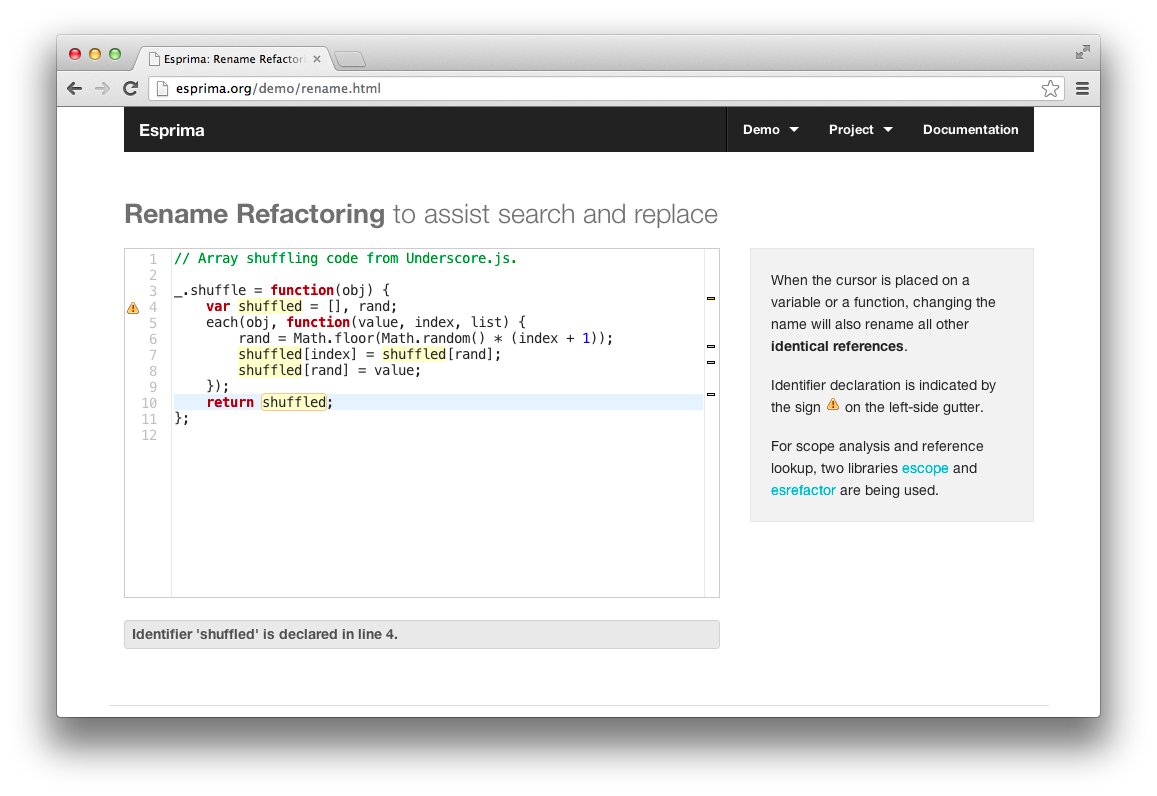 Esprima: Rename Refactori
esprima.org/demo/rename.html
Esprima Demo Project Documentation
Rename Refactoring to assist search and replace
1 // Array shuffling code from Underscore.js.
2
3 _.shuffle = function(obj) {
4     var shuffled = [], rand;
5     each(obj, function(value, index, list) {
6         rand = Math.floor(Math.random() * (index + 1));
7         shuffled[index] = shuffled[rand];
8         shuffled[rand] = value;
9     });
10     return shuffled;
11 };
12
Identifier 'shuffled' is declared in line 4.
When the cursor is placed on a
variable or a function, changing the
name will also rename all other
identical references.
Identifier declaration is indicated by
the sign on the left-side gutter.
For scope analysis and reference
lookup, two libraries escope and
esrefactor are being used.